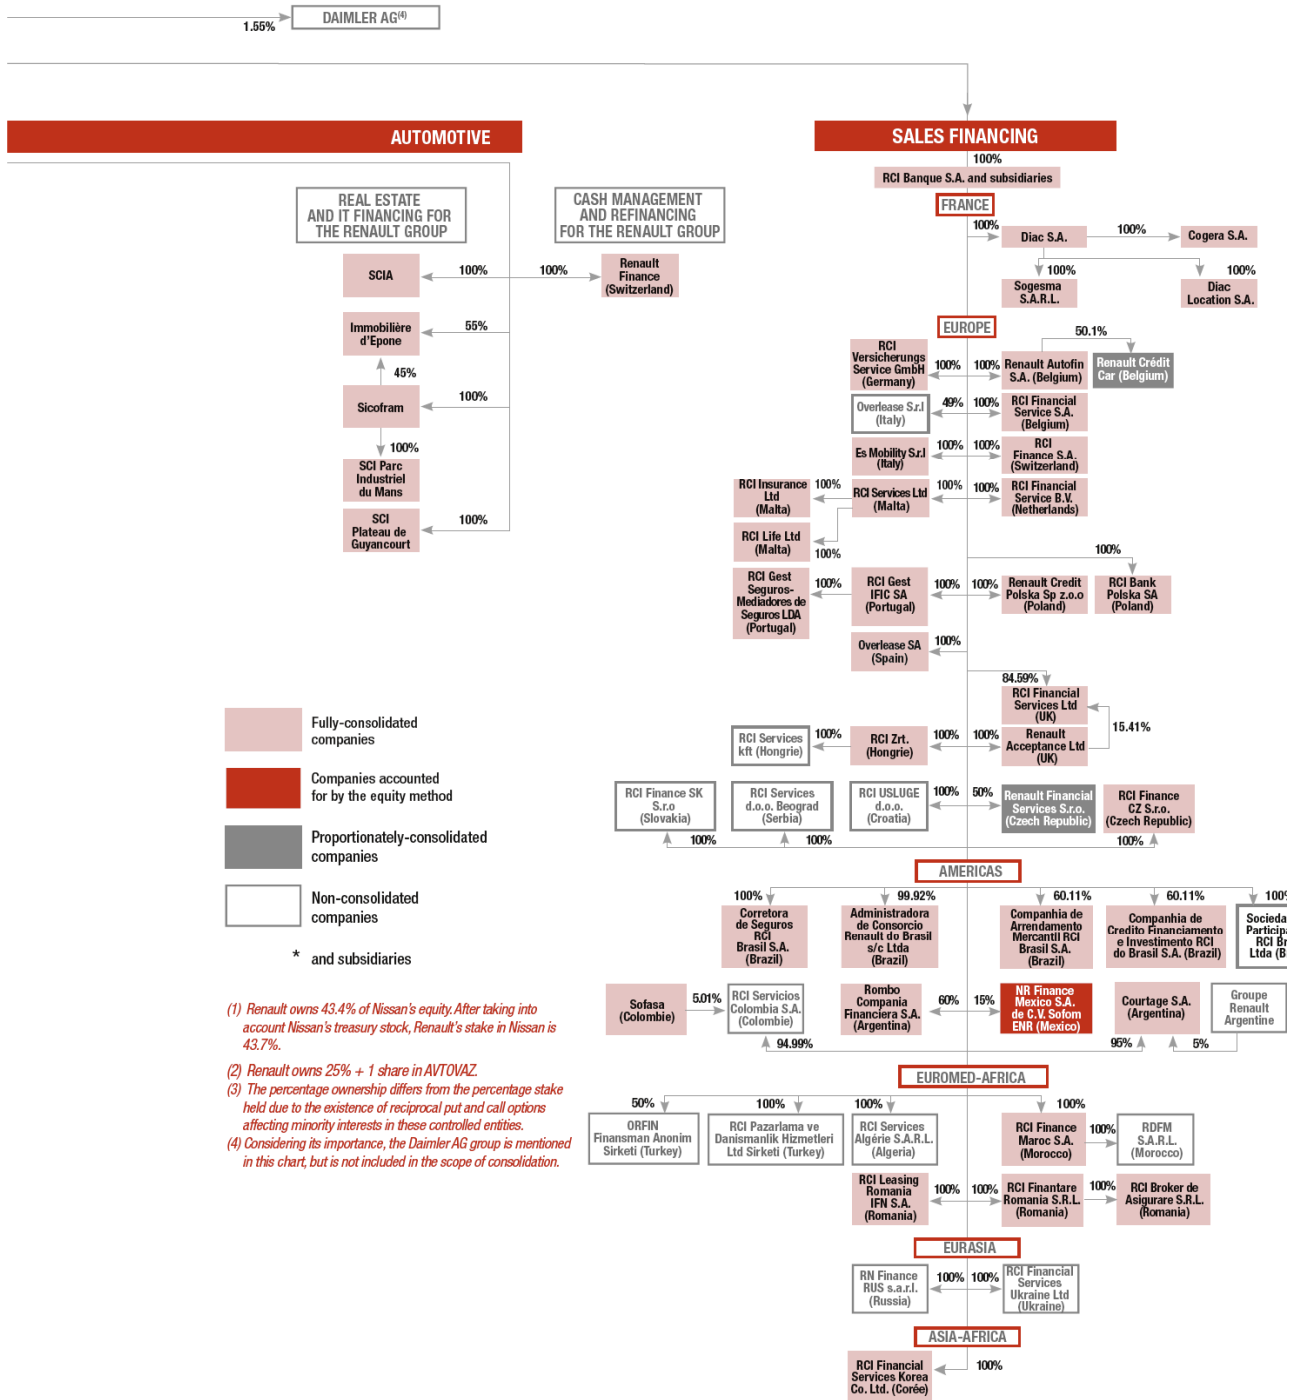 DAIMLER AG(4)
1.55%
AUTOMOTIVE
SALES FINANCING
100%
RCI Banque S.A. and subsidiaries
REAL ESTATE
AND IT FINANCING FOR
THE RENAULT GROUP
CASH MANAGEMENT
AND REFINANCING
FOR THE RENAULT GROUP
SCIA
100%
100%
Renault
Finance
(Switzerland)
Immobilière
d'Epone
55%
45%
Sicofram
100%
100%
SCI Parc
Industriel
du Mans
SCI
Plateau de
Guyancourt
100%
FRANCE
100%
Diac S.A.
100%
Cogera S.A.
100%
Sogesma
S.A.R.L.
100%
Diac
Location S.A.
EUROPE
RCI
Versicherungs
Service GmbH
(Germany)
100%
100%
Renault Autofin
S.A. (Belgium)
50.1%
Renault Crédit
Car (Belgium)
Overlease S.r.l
(Italy)
49%
100%
RCI Financial
Service S.A.
(Belgium)
Es Mobility S.r.l
(Italy)
100%
100%
RCI
Finance S.A.
(Switzerland)
RCI Insurance
Ltd
(Malta)
100%
RCI Services Ltd
(Malta)
100%
100%
RCI Financial
Service B.V.
(Netherlands)
RCI Life Ltd
(Malta)
100%
100%
RCI Gest
Seguros-
Mediadores de
Seguros LDA
(Portugal)
100%
RCI Gest
IFIC SA
(Portugal)
100%
100%
Renault Credit
Polska Sp z.o.o
(Poland)
RCI Bank
Polska SA
(Poland)
Overlease SA
(Spain)
100%
84.59%
RCI Financial
Services Ltd
(UK)
15.41%
RCI Services
kft (Hongrie)
100%
RCI Zrt.
(Hongrie)
100%
100%
Renault
Acceptance Ltd
(UK)
RCI Finance SK
S.r.o
(Slovakia)
RCI Services
d.o.o. Beograd
(Serbia)
RCI USLUGE
d.o.o.
(Croatia)
100%
50%
Renault Financial
Services S.r.o.
(Czech Republic)
RCI Finance
CZ S.r.o.
(Czech Republic)
100%
100%
100%
Fully-consolidated
companies
Companies accounted
for by the equity method
Proportionately-consolidated
companies
Non-consolidated
companies
* and subsidiaries
AMERICAS
100%
99.92%
60.11%
60.11%
100%
Corretora
de Seguros
RCI
Brasil S.A.
(Brazil)
Administradora
de Consorcio
Renault do Brasil
s/c Ltda
(Brazil)
Companhia de
Arrendamento
Mercantil RCI
Brasil S.A.
(Brazil)
Companhia de
Credito Financiamento
e Investimento RCI
do Brasil S.A. (Brazil)
Socieda
Particip
RCI Br
Ltda (B
Sofasa
(Colombie)
5.01%
RCI Servicios
Colombia S.A.
(Colombie)
Rombo
Compania
Financiera S.A.
(Argentina)
60%
15%
NR Finance
Mexico S.A.
de C.V. Sofom
ENR (Mexico)
Courtage S.A.
(Argentina)
Groupe
Renault
Argentine
94.99%
95%
5%
(1) Renault owns 43.4% of Nissan's equity. After taking into
account Nissan's treasury stock, Renault's stake in Nissan is
43.7%.
(2) Renault owns 25% + 1 share in AVTOVAZ.
(3) The percentage ownership differs from the percentage stake
held due to the existence of reciprocal put and call options
affecting minority interests in these controlled entities.
(4) Considering its importance, the Daimler AG group is mentioned
in this chart, but is not included in the scope of consolidation.
EUROMED-AFRICA
50%
100%
100%
100%
ORFIN
Finansman Anonim
Sirketi (Turkey)
RCI Pazarlama ve
Danismanlik Hizmetleri
Ltd Sirketi (Turkey)
RCI Services
Algérie S.A.R.L.
(Algeria)
RCI Finance
Maroc S.A.
(Morocco)
100%
RDFM
S.A.R.L.
(Morocco)
RCI Leasing
Romania
IFN S.A.
(Romania)
100%
100%
RCI Finantare
Romania S.R.L.
(Romania)
100%
RCI Broker de
Asigurare S.R.L.
(Romania)
EURASIA
RN Finance
RUS s.a.r.l.
(Russia)
100%
100%
RCI Financial
Services
Ukraine Ltd
(Ukraine)
ASIA-AFRICA
RCI Financial
Services Korea
Co. Ltd. (Corée)
100%